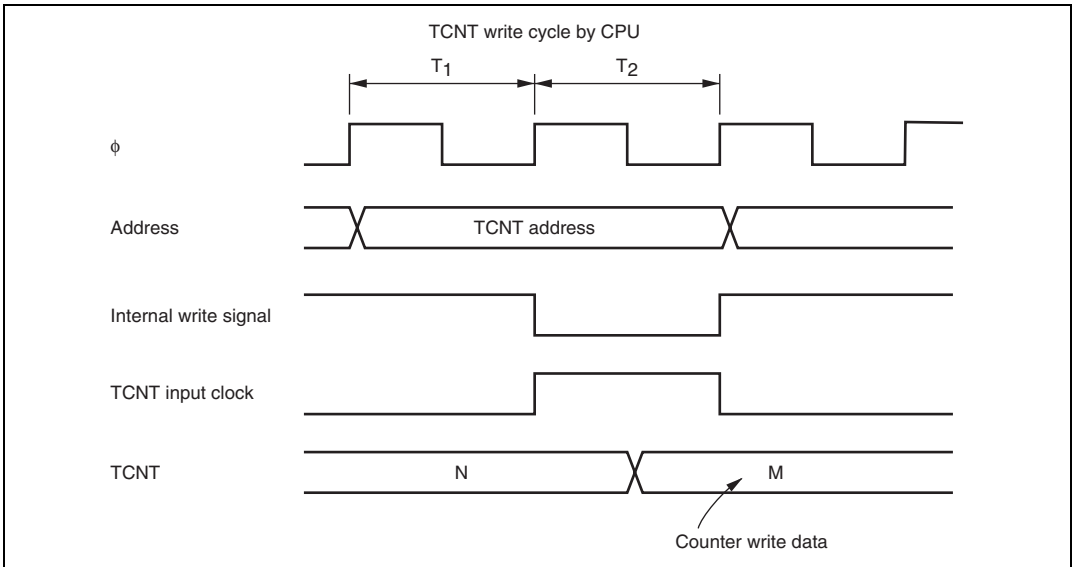 TCNT write cycle by CPU
T1 T2
φ
Address TCNT address
Internal write signal
TCNT input clock
TCNT N M
Counter write data